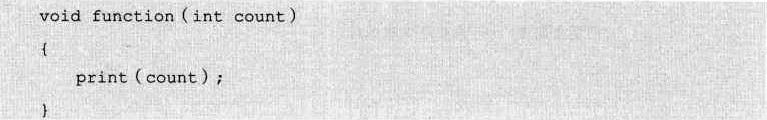 void function (int count)
{
print (count) ;
}